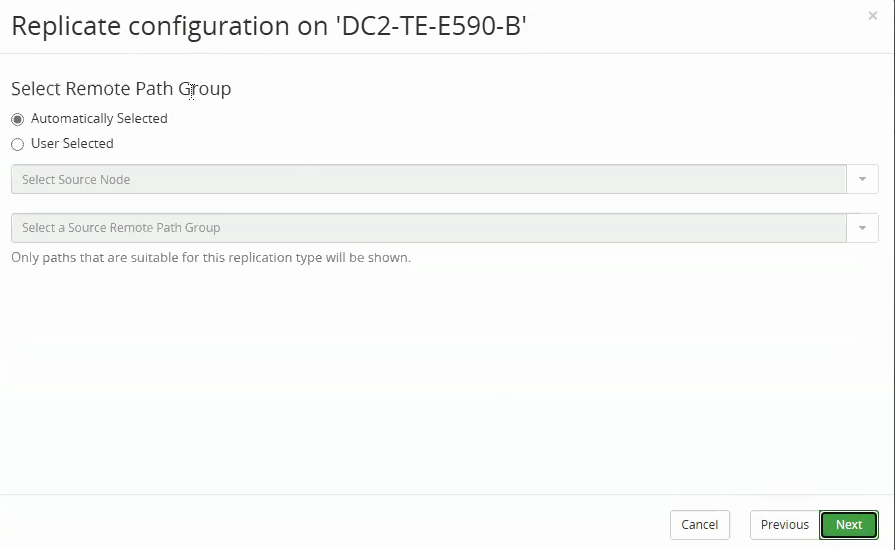 Replicate configuration on 'DC2-TE-E590-B'
×
Select Remote Path Group
Automatically Selected
User Selected
Select Source Node
Select a Source Remote Path Group
Only paths that are suitable for this replication type will be shown.
Cancel
Previous
Next